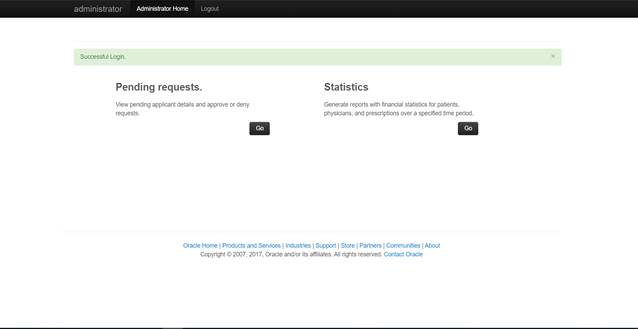 administrator Administrator Home Logout
Successful Login. ×
Pending requests.
View pending applicant details and approve or deny
requests.
Go
Statistics
Generate reports with financial statistics for patients,
physicians, and prescriptions over a specified time period.
Go
Oracle Home | Products and Services | Industries | Support | Store | Partners | Communities | About
Copyright © 2007, 2017, Oracle and/or its affiliates. All rights reserved. Contact Oracle